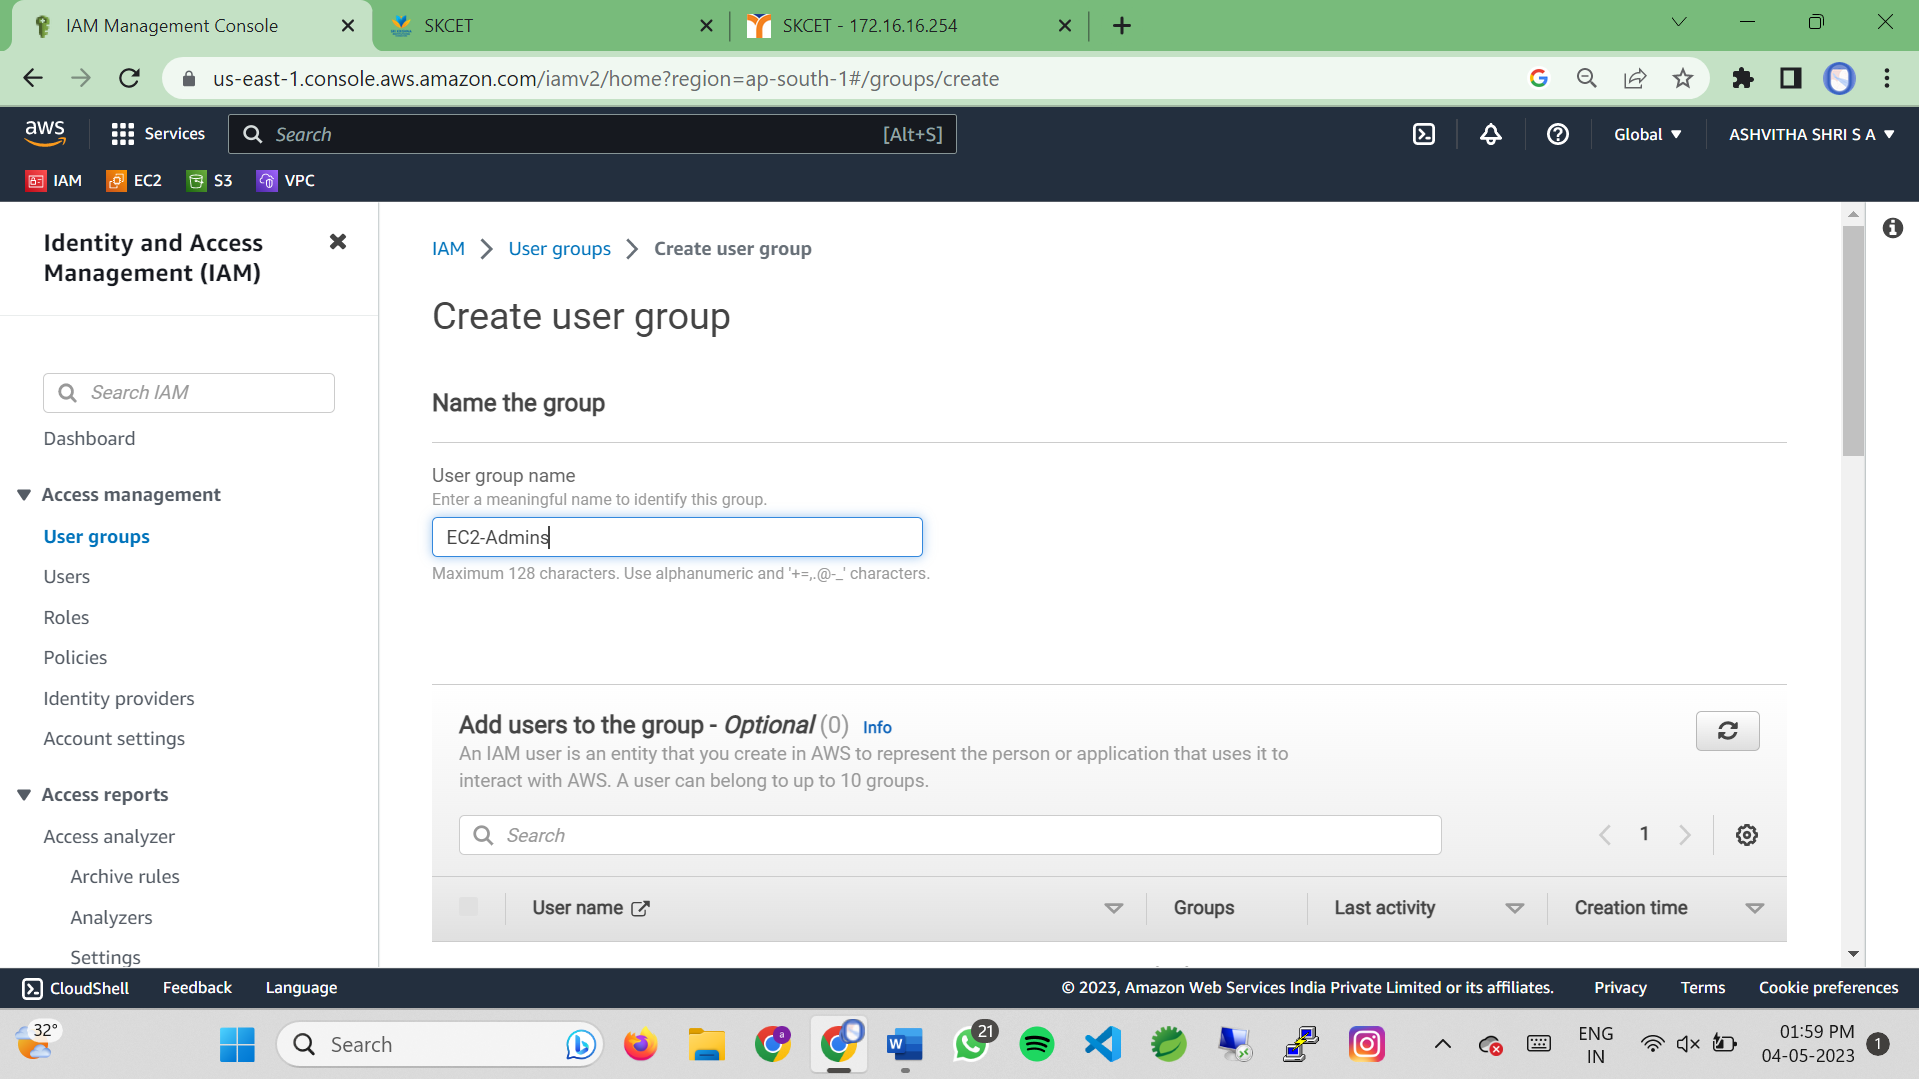 IAM Management Console
SKCET
SKCET - 172.16.16.254
us-east-1.console.aws.amazon.com/iamv2/home?region=ap-south-1#/groups/create
aws
Services
Search
[Alt+S]
Global
ASHVITHA SHRI S A
IAM
EC2
S3
VPC
Identity and Access
Management (IAM)
Search IAM
Dashboard
Access management
User groups
Users
Roles
Policies
Identity providers
Account settings
Access reports
Access analyzer
Archive rules
Analyzers
Settings
IAM
User groups
Create user group
Create user group
Name the group
User group name
Enter a meaningful name to identify this group.
EC2-Admins
Maximum 128 characters. Use alphanumeric and '+=,.@-_' characters.
Add users to the group - Optional (0) Info
An IAM user is an entity that you create in AWS to represent the person or application that uses it to
interact with AWS. A user can belong to up to 10 groups.
Search
1
User name
Groups
Last activity
Creation time
CloudShell
Feedback
Language
© 2023, Amazon Web Services India Private Limited or its affiliates.
Privacy
Terms
Cookie preferences
32°
Search
a
W
21
ENG
IN
01:59 PM
04-05-2023
1